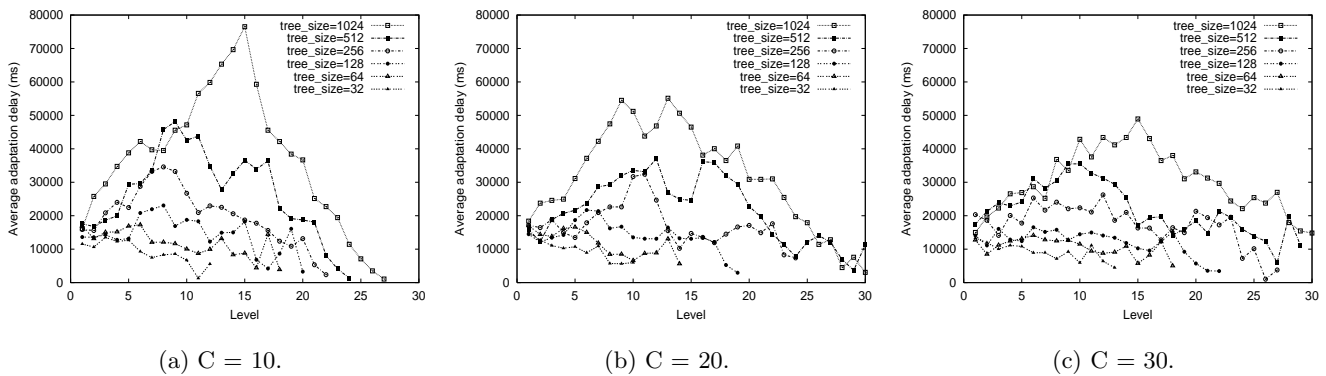 80000
70000
60000
50000
40000
30000
20000
10000
0
Average adaptation delay (ms)
tree_size=1024
tree_size=512
tree_size=256
tree_size=128
tree_size=64
tree_size=32
0 5 10 15 20 25 30
Level
(a) C = 10.
80000
70000
60000
50000
40000
30000
20000
10000
0
Average adaptation delay (ms)
tree_size=1024
tree_size=512
tree_size=256
tree_size=128
tree_size=64
tree_size=32
0 5 10 15 20 25 30
Level
(b) C = 20.
80000
70000
60000
50000
40000
30000
20000
10000
0
Average adaptation delay (ms)
tree_size=1024
tree_size=512
tree_size=256
tree_size=128
tree_size=64
tree_size=32
0 5 10 15 20 25 30
Level
(c) C = 30.